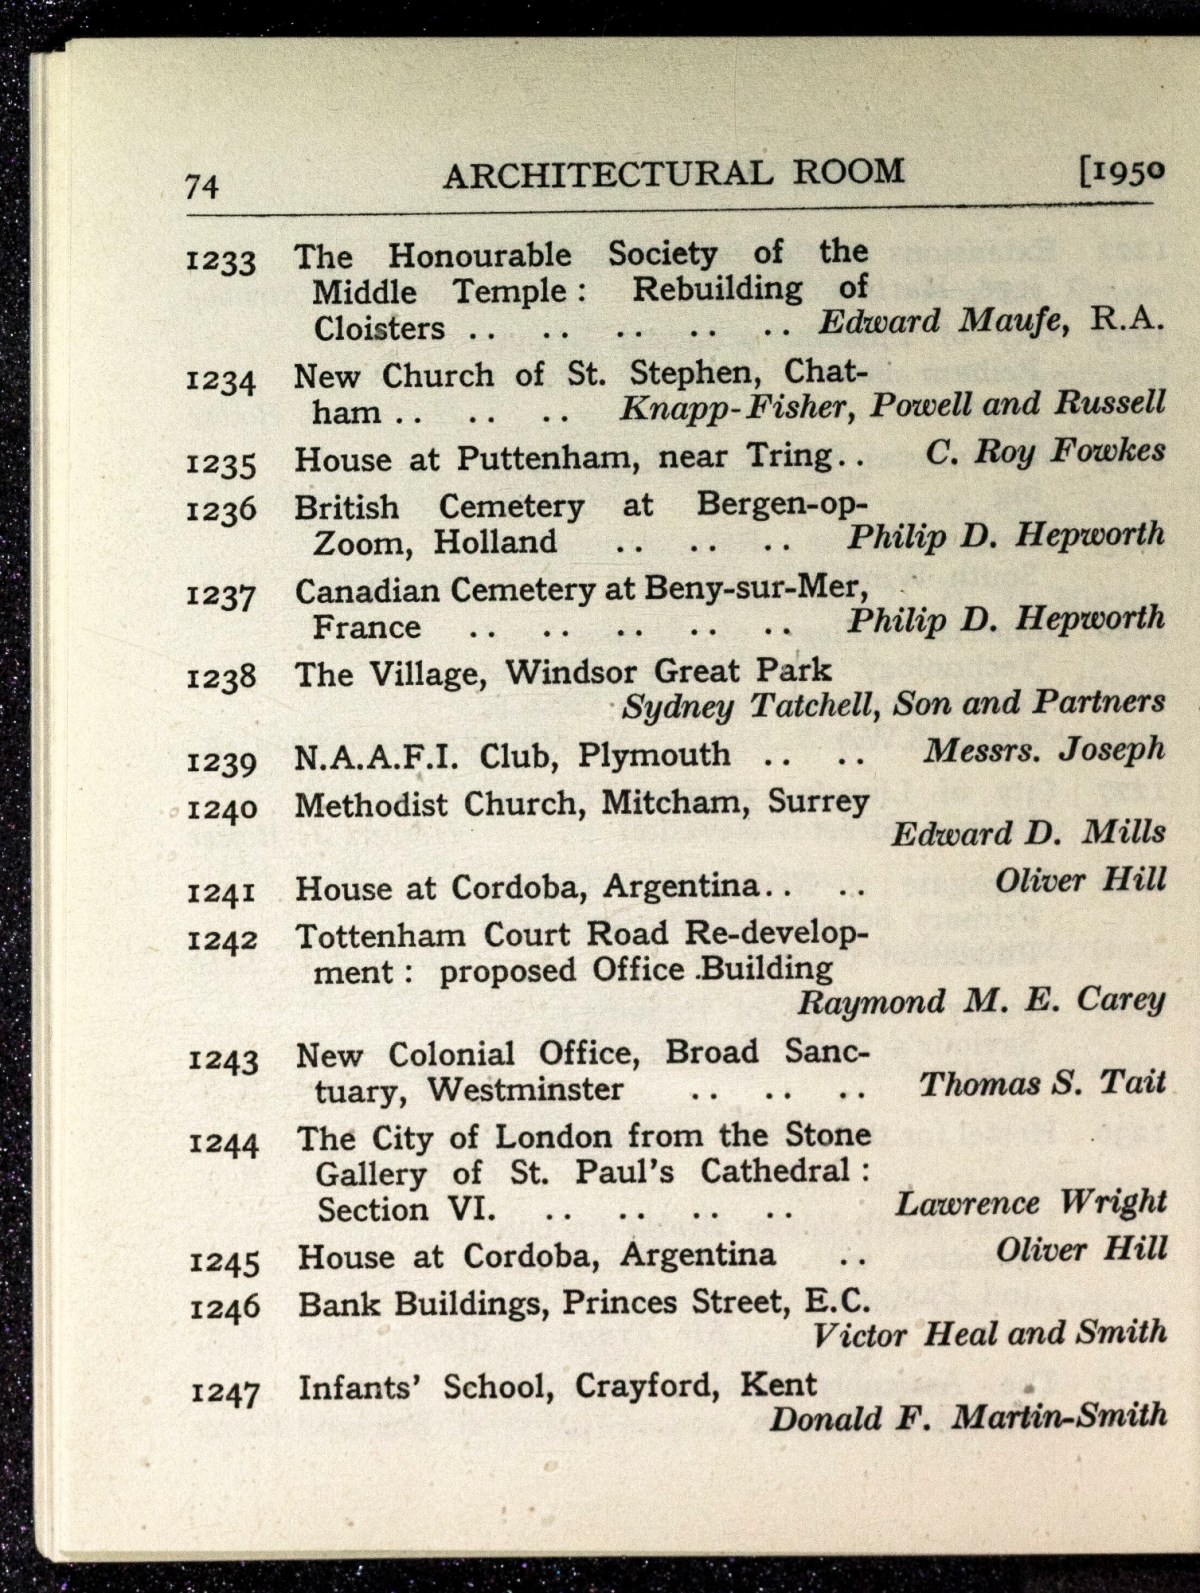 74 ARCHITECTURAL ROOM [1950
1233 The Honourable Society of the
Middle Temple : Rebuilding of
Cloisters .. .. .. .. .. Edward Maufe, R.A.
1234 New Church of St. Stephen, Chat-
ham .. .. .. Knapp-Fisher, Powell and Russell
1235 House at Puttenham, near Tring .. C. Roy Fowkes
1236 British Cemetery at Bergen-op-
Zoom, Holland .. .. .. Philip D. Hepworth
1237 Canadian Cemetery at Beny-sur-Mer,
France .. .. .. .. .. Philip D. Hepworth
1238 The Village, Windsor Great Park
Sydney Tatchell, Son and Partners
1239 N.A.A.F.I. Club, Plymouth .. .. Messrs. Joseph
1240 Methodist Church, Mitcham, Surrey
Edward D. Mills
1241 House at Cordoba, Argentina .. .. Oliver Hill
1242 Tottenham Court Road Re-develop-
ment : proposed Office Building
Raymond M. E. Carey
1243 New Colonial Office, Broad Sanc-
tuary, Westminster .. .. .. Thomas S. Tait
1244 The City of London from the Stone
Gallery of St. Paul's Cathedral :
Section VI. .. .. .. .. Lawrence Wright
1245 House at Cordoba, Argentina .. Oliver Hill
1246 Bank Buildings, Princes Street, E.C.
Victor Heal and Smith
1247 Infants' School, Crayford, Kent
Donald F. Martin-Smith